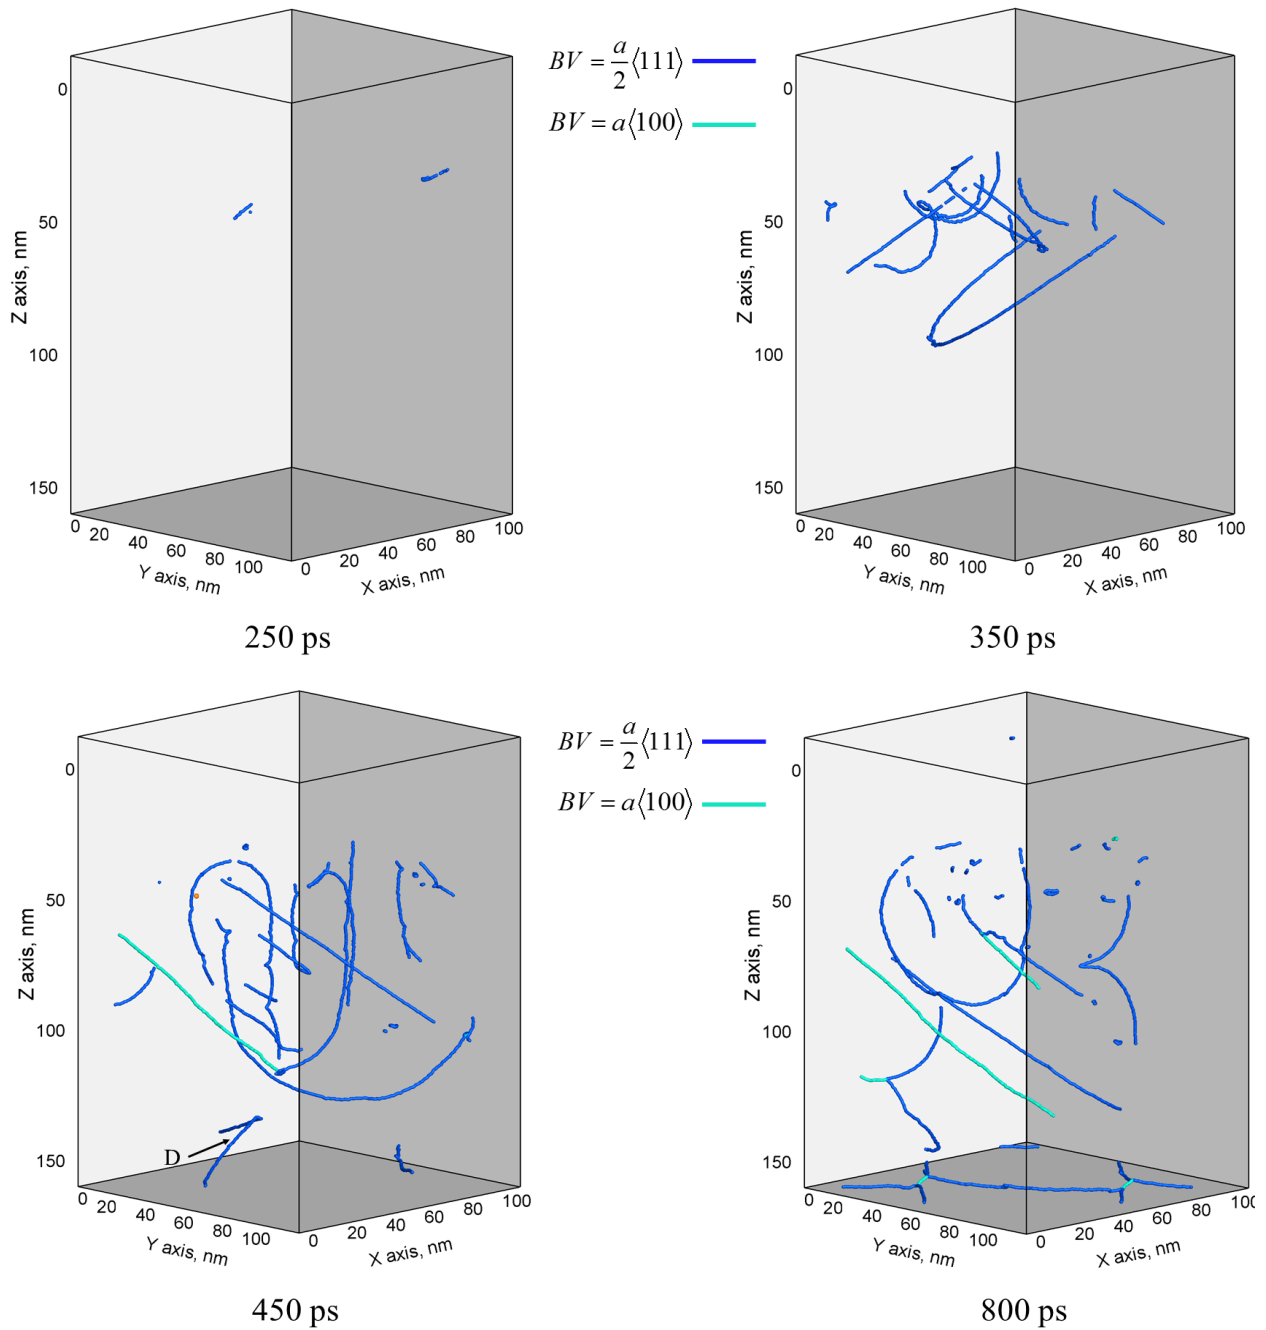 BV = a/2⟨111⟩
BV = a⟨100⟩
0
50
100
150
Z axis, nm
0 20 40 60 80 100
Y axis, nm
0 20 40 60 80 100
X axis, nm
250 ps
0
50
100
150
Z axis, nm
0 20 40 60 80 100
Y axis, nm
0 20 40 60 80 100
X axis, nm
350 ps
BV = a/2⟨111⟩
BV = a⟨100⟩
0
50
100
150
Z axis, nm
D
0 20 40 60 80 100
Y axis, nm
0 20 40 60 80 100
X axis, nm
450 ps
0
50
100
150
Z axis, nm
0 20 40 60 80 100
Y axis, nm
0 20 40 60 80 100
X axis, nm
800 ps